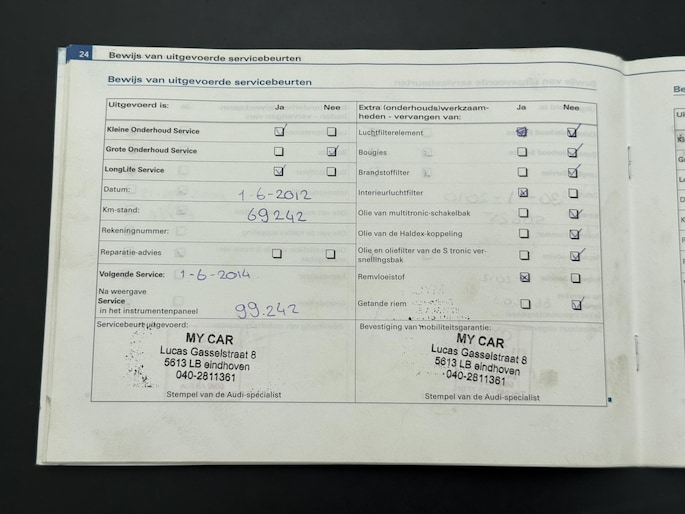 24 Bewijs van uitgevoerde servicebeurten
Bewijs van uitgevoerde servicebeurten
Uitgevoerd is: Ja Nee
Kleine Onderhoud Service
Grote Onderhoud Service
LongLife Service
Datum: 1-6-2012
Km-stand: 69242
Rekeningnummer:
Reparatie-advies
Volgende Service: 1-6-2014
Na weergave
Service
in het instrumentenpaneel 99.242
Servicebeurt uitgevoerd:
MY CAR
Lucas Gasselstraat 8
5613 LB eindhoven
040-2811361
Stempel van de Audi-specialist
Extra (onderhouds)werkzaam-
heden - vervangen van: Ja Nee
Luchtfilterelement
Bougies
Brandstoffilter
Interieurluchtfilter
Olie van multitronic-schakelbak
Olie van de Haldex-koppeling
Olie en oliefilter van de S tronic ver-
snellingsbak
Remvloeistof
Getande riem
Bevestiging van mobiliteitsgarantie:
MY CAR
Lucas Gasselstraat 8
5613 LB eindhoven
040-2811361
Stempel van de Audi-specialist